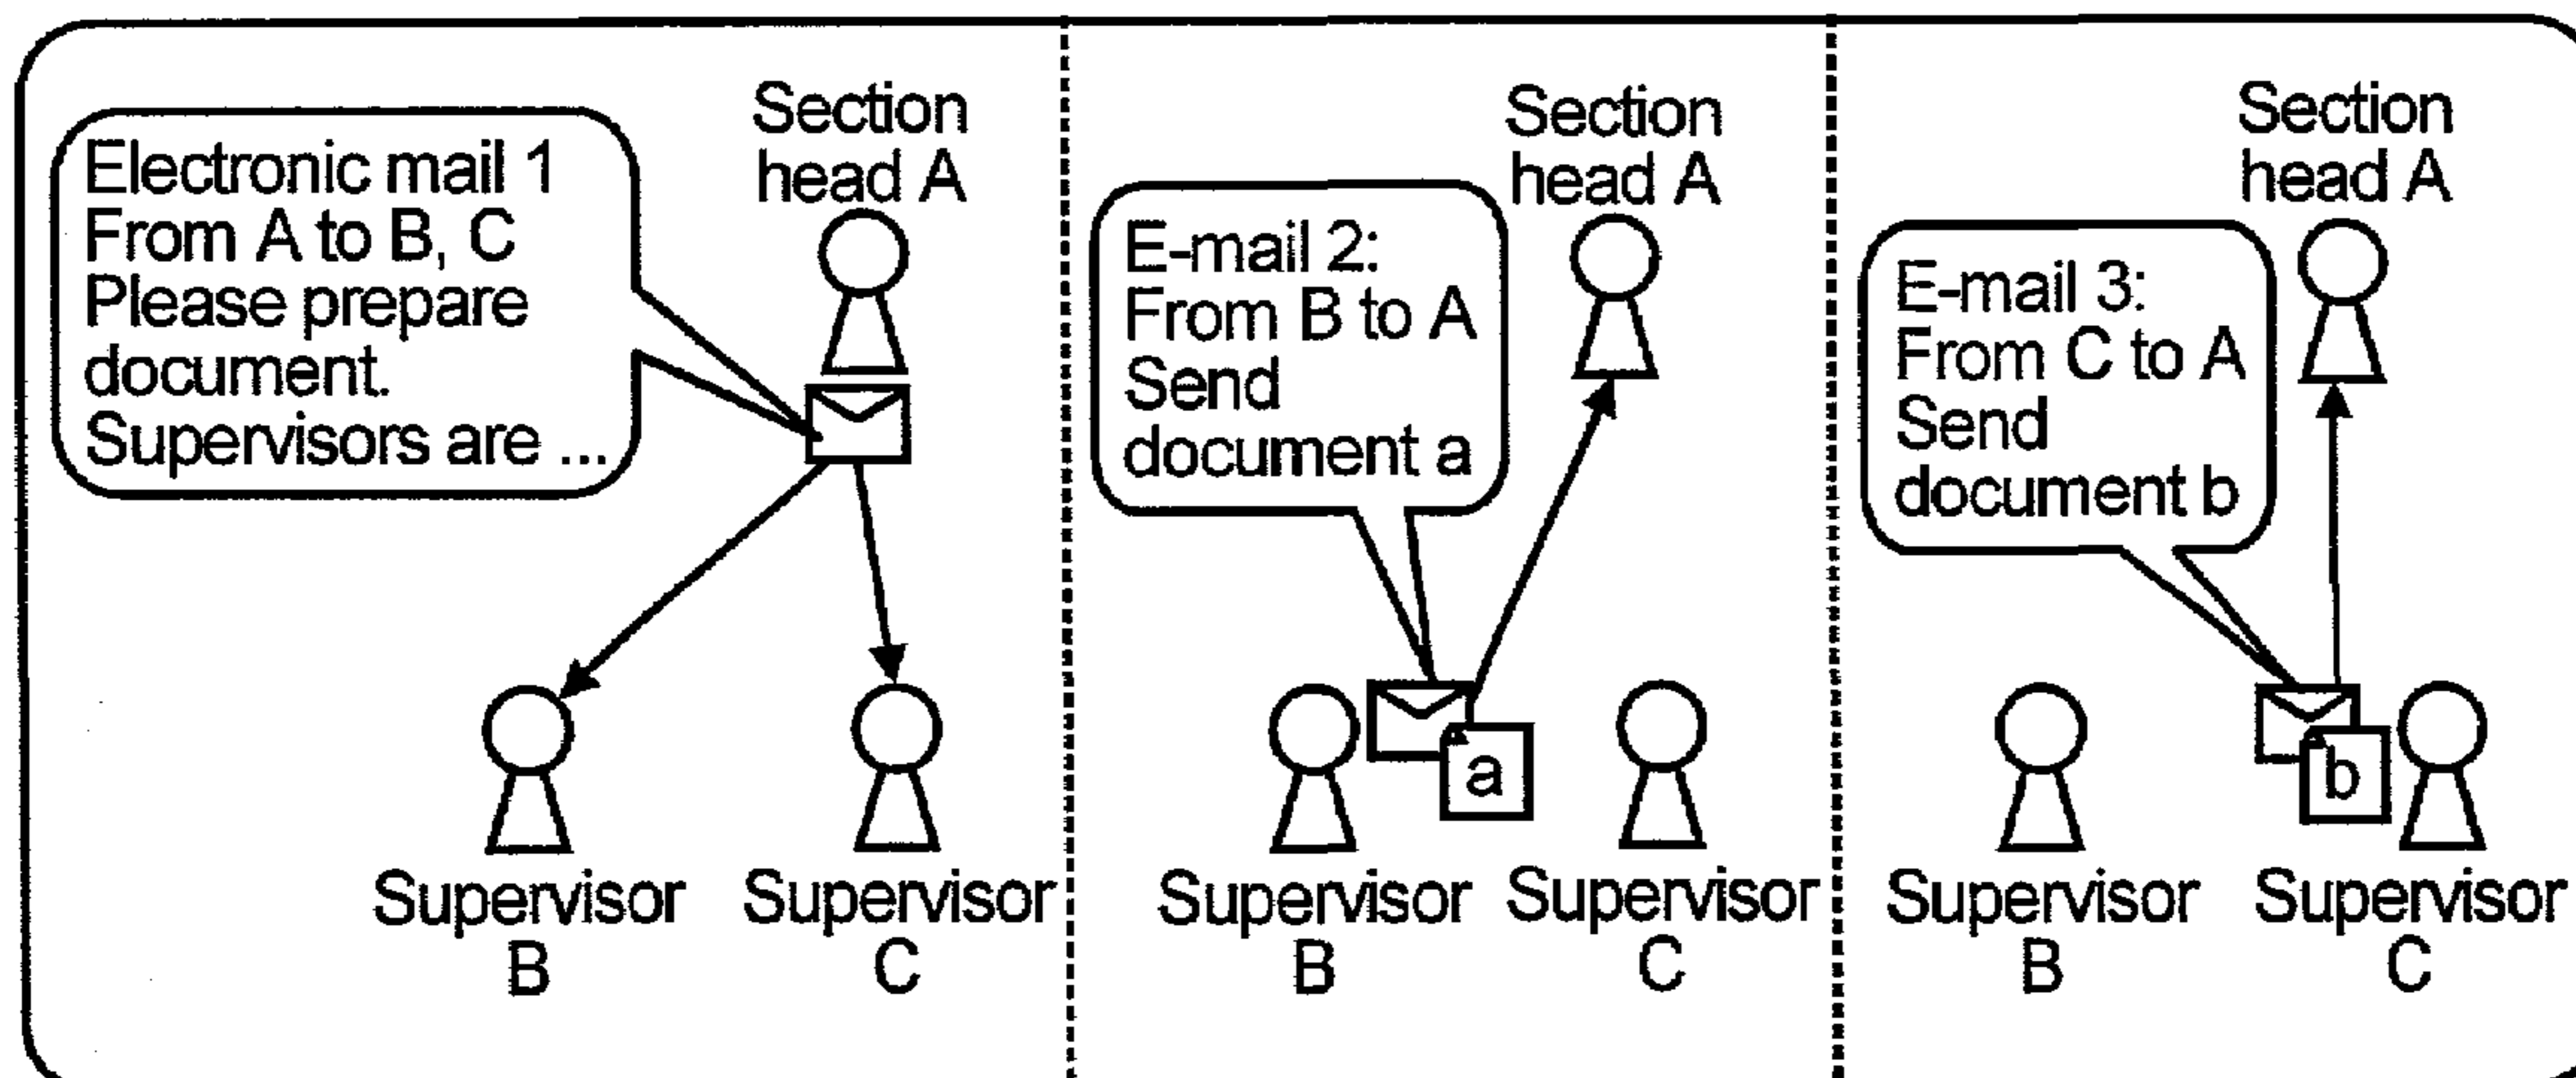 Section
head A
Electronic mail 1
From A to B, C
Please prepare
document.
Supervisors are ...
Supervisor
B
Supervisor
C
Section
head A
E-mail 2:
From B to A
Send
document a
a
Supervisor
B
Supervisor
C
Section
head A
E-mail 3:
From C to A
Send
document b
b
Supervisor
B
Supervisor
C